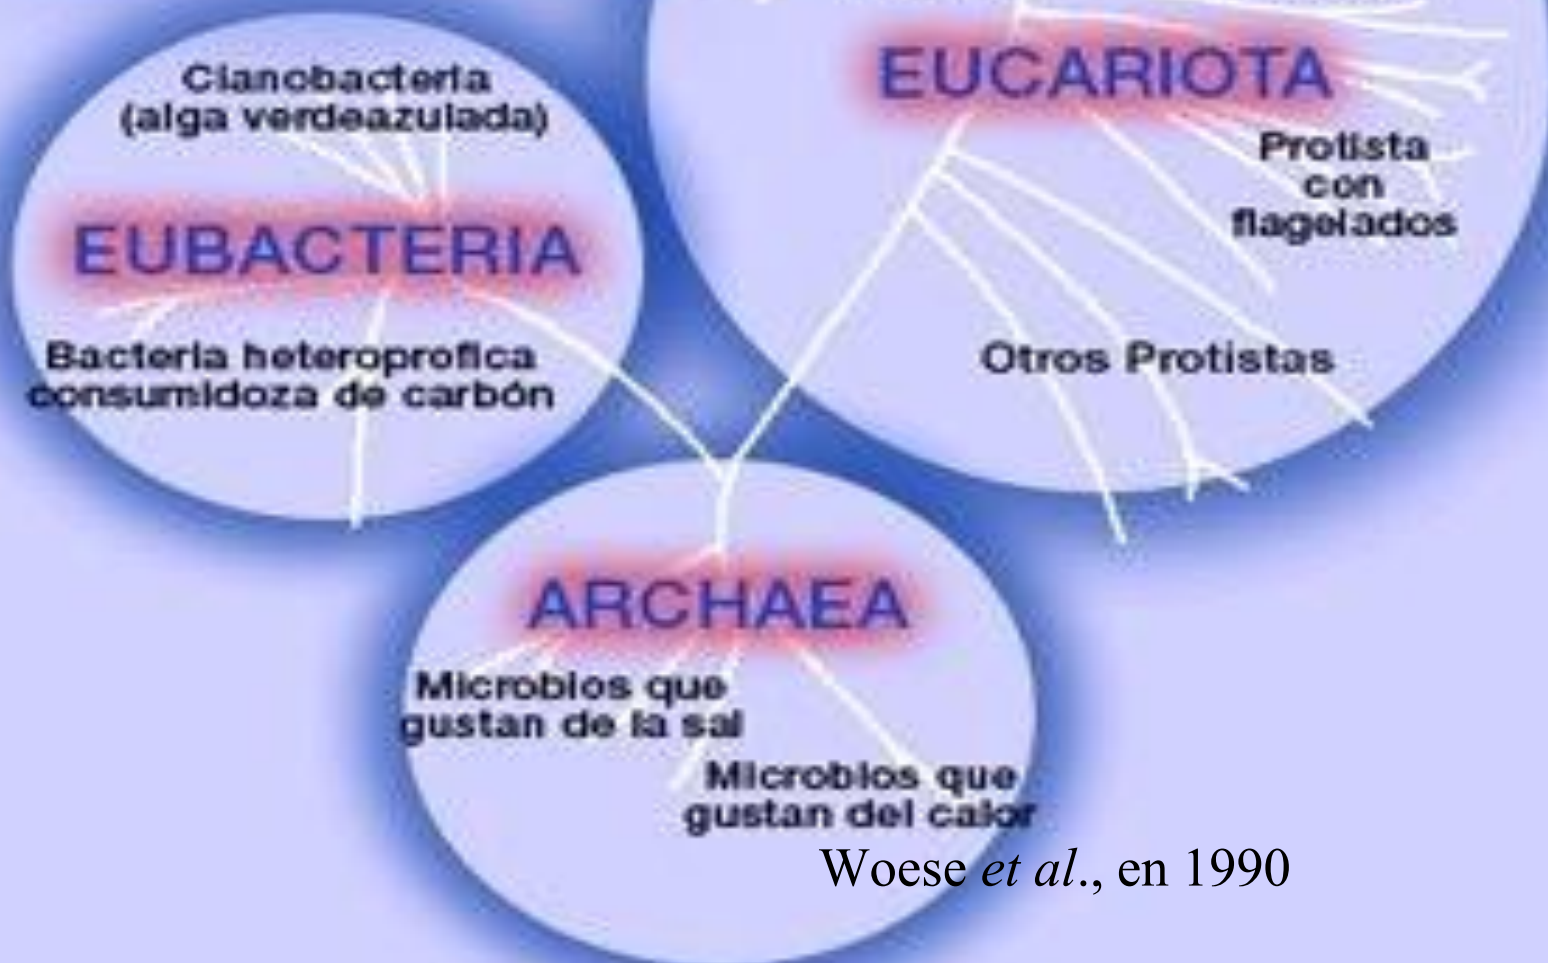 Cianobacteria
(alga verdeazulada)
EUBACTERIA
Bacteria heteroprofica
consumidoza de carbón
EUCARIOTA
Protista
con
flagelados
Otros Protistas
ARCHAEA
Microbios que
gustan de la sal
Microbios que
gustan del calor
Woese et al., en 1990